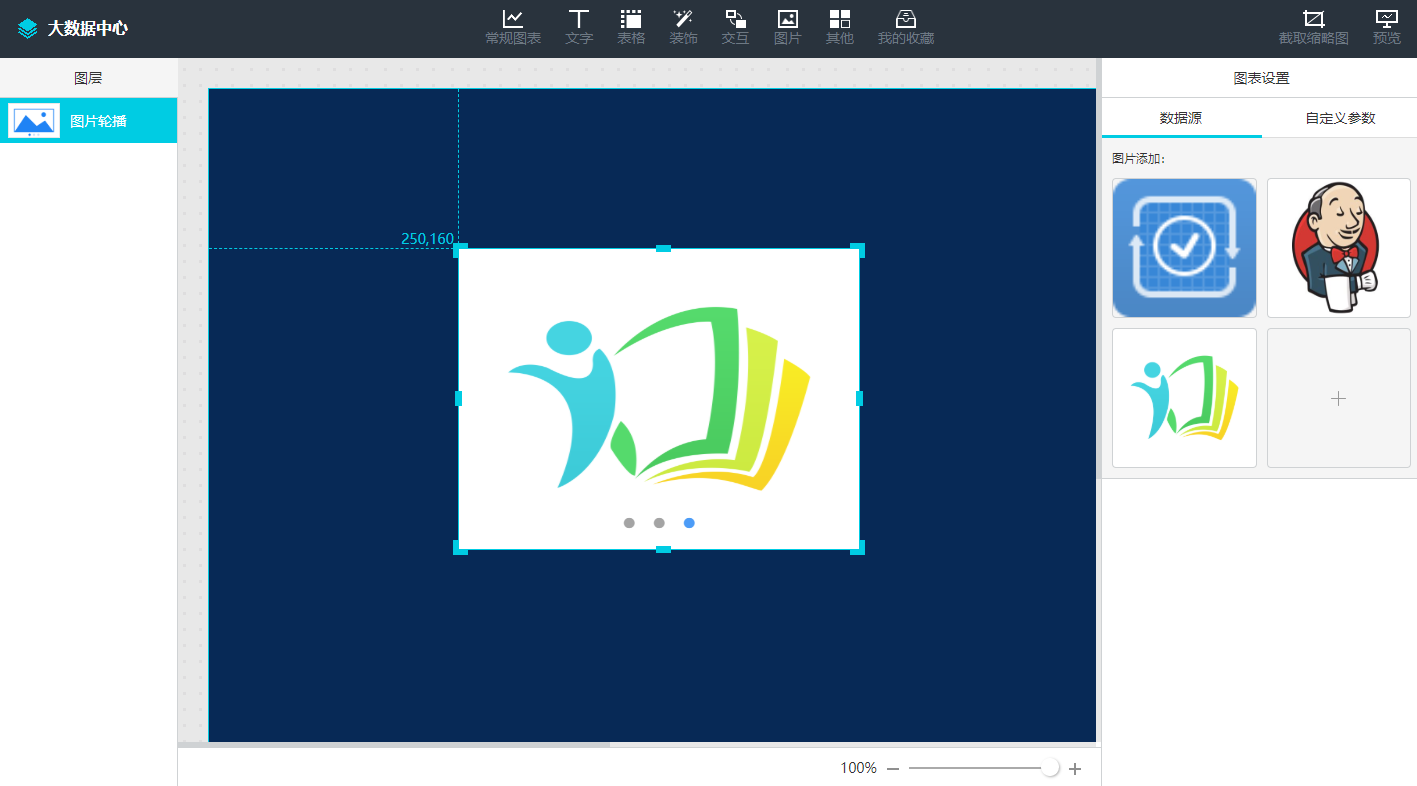 大数据中心
常规图表
文字
表格
装饰
交互
图片
其他
我的收藏
截取缩略图
预览
图层
图片轮播
250,160
100%
图表设置
数据源
自定义参数
图片添加: